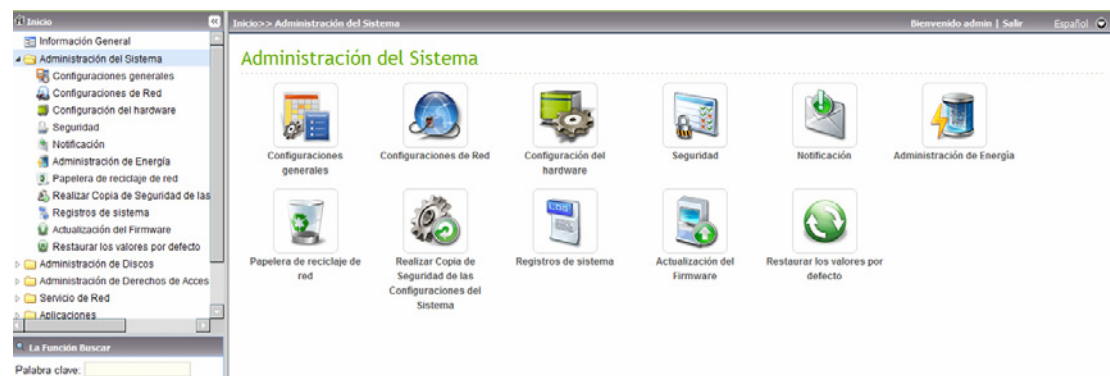 Inicio
Información General
Administración del Sistema
Configuraciones generales
Configuraciones de Red
Configuración del hardware
Seguridad
Notificación
Administración de Energía
Papelera de reciclaje de red
Realizar Copia de Seguridad de las
Registros de sistema
Actualización del Firmware
Restaurar los valores por defecto
Administración de Discos
Administración de Derechos de Acces
Servicio de Red
Aplicaciones
La Función Buscar
Palabra clave:
Inicio>> Administración del Sistema
Bienvenido admin | Salir
Español
Administración del Sistema
Configuraciones
generales
Configuraciones de Red
Configuración del
hardware
Seguridad
Notificación
Administración de Energía
Papelera de reciclaje de
red
Realizar Copia de
Seguridad de las
Configuraciones del
Sistema
LOG
Registros de sistema
Actualización del
Firmware
Restaurar los valores por
defecto